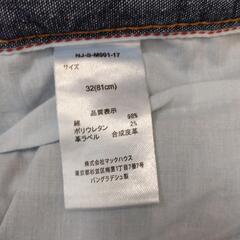 NJ-S-M991-17
サイズ
32(81cm)
品質表示
綿 98%
ポリウレタン 2%
革ラベル 合成皮革
株式会社マックハウス
東京都杉並区梅里1丁目7番7号
バングラデシュ製